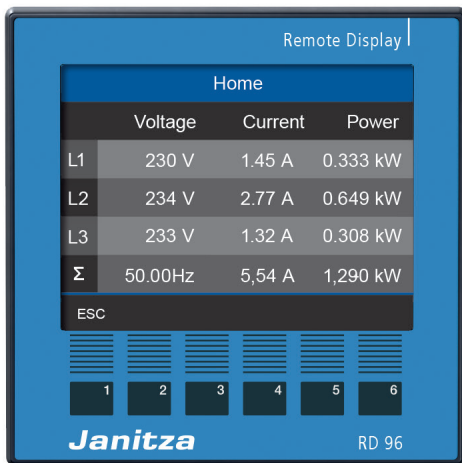 Remote Display
Home
Voltage Current Power
L1 230 V 1.45 A 0.333 kW
L2 234 V 2.77 A 0.649 kW
L3 233 V 1.32 A 0.308 kW
Σ 50.00Hz 5,54 A 1,290 kW
ESC
1 2 3 4 5 6
Janitza RD 96